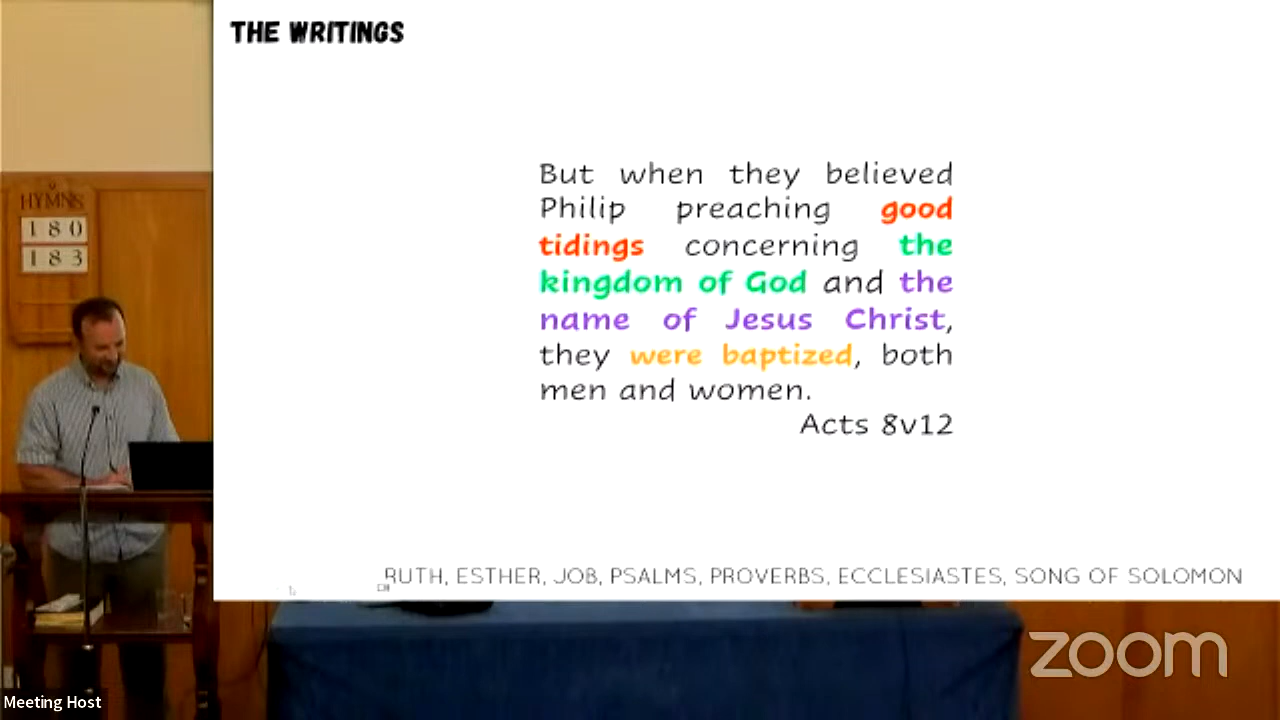 THE WRITINGS
HYMNS
180
183
But when they believed
Philip preaching good
tidings concerning the
kingdom of God and the
name of Jesus Christ,
they were baptized, both
men and women.
Acts 8v12
RUTH, ESTHER, JOB, PSALMS, PROVERBS, ECCLESIASTES, SONG OF SOLOMON
zoom
Meeting Host